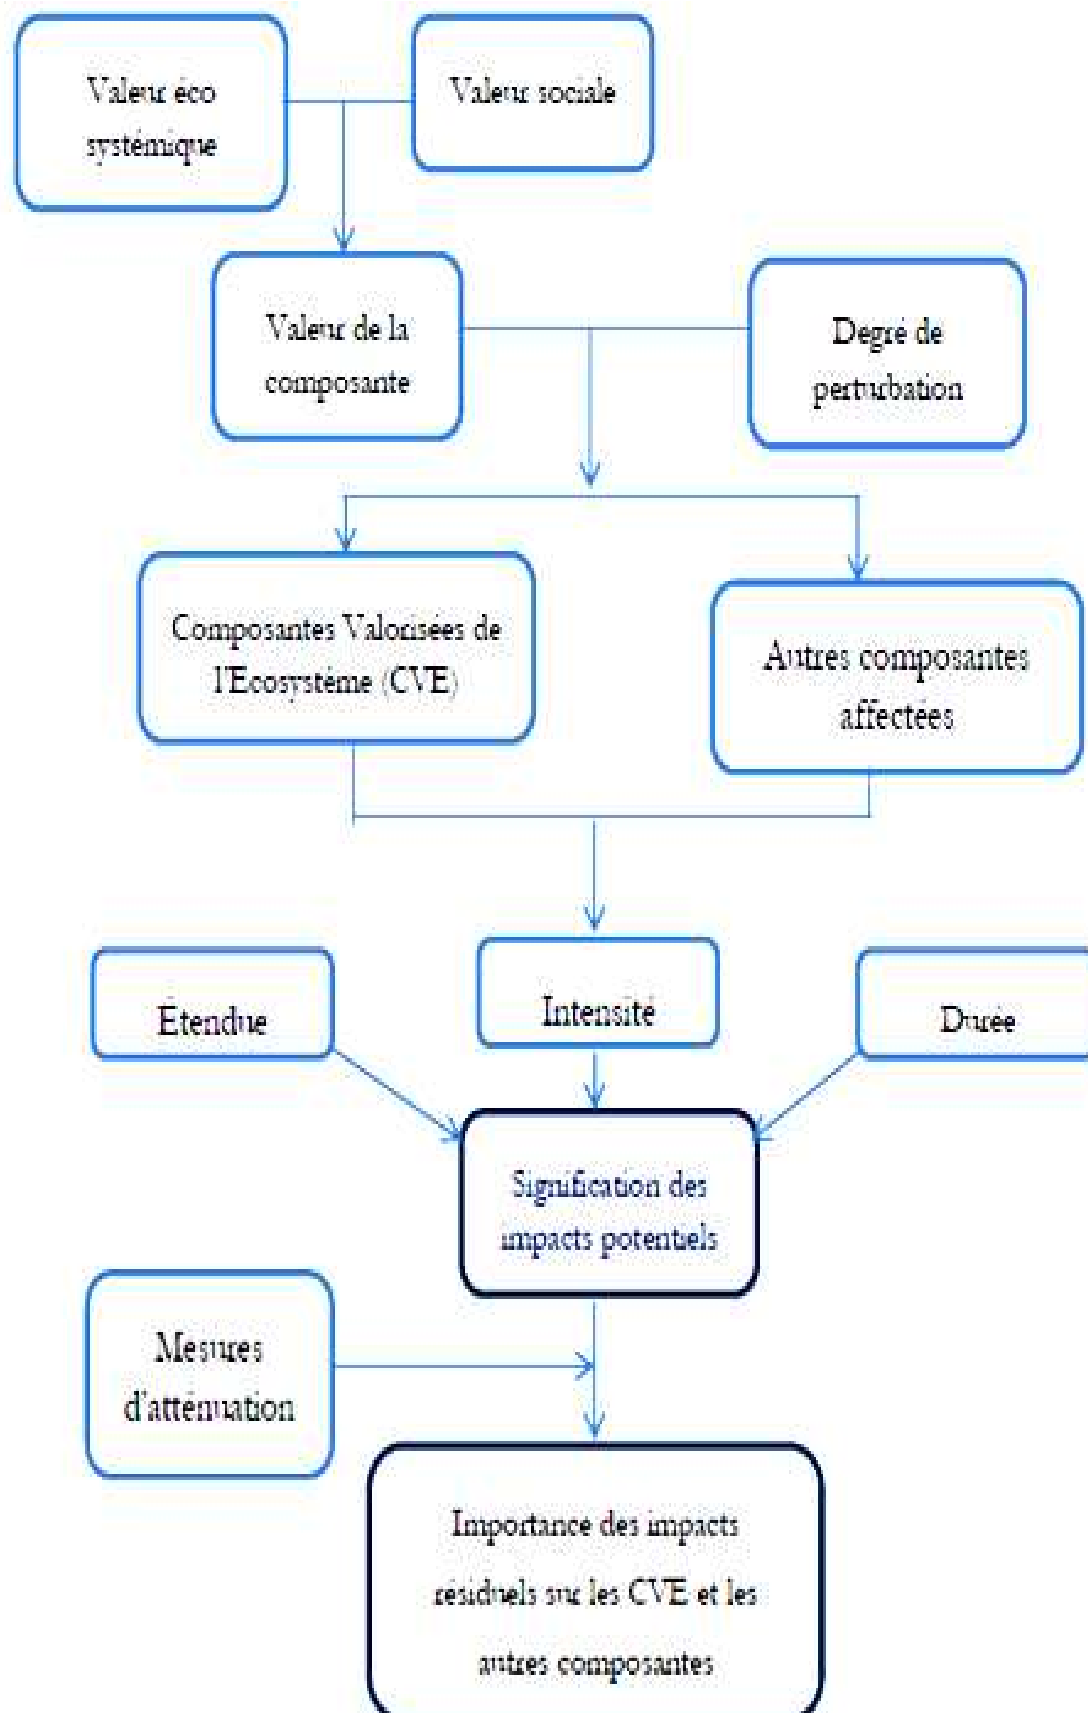 Valeur éco
systémique
Valeur sociale
Valeur de la
composante
Degré de
perturbation
Composantes Valorisées de
l'Ecosystème (CVE)
Autres composantes
affectées
Étendue
Intensité
Durée
Signification des
impacts potentiels
Mesures
d'atténuation
Importance des impacts
résiduels sur les CVE et les
autres composantes